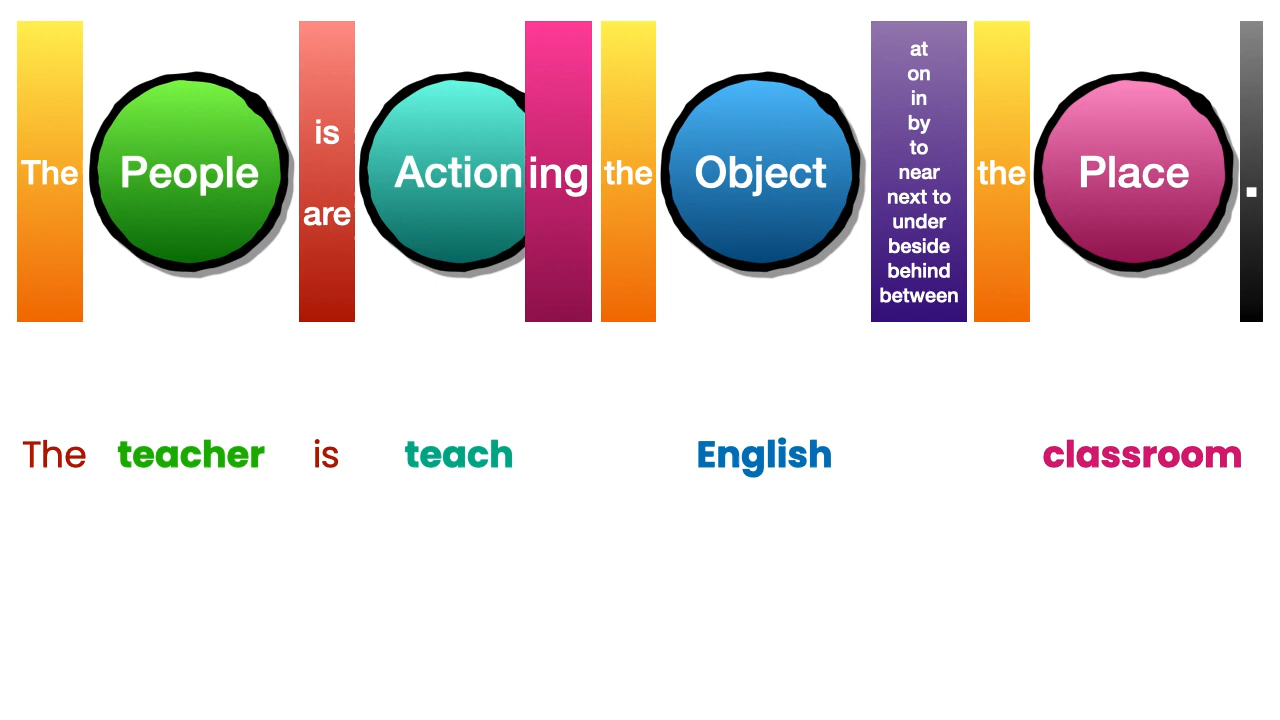 The People is are Action ing the Object at on in by to near next to under beside behind between the Place .
The teacher is teach English classroom